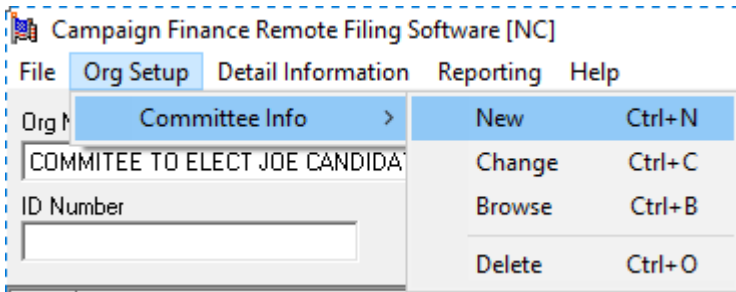 Campaign Finance Remote Filing Software [NC]
File Org Setup Detail Information Reporting Help
Org
Committee Info > New Ctrl+N
COMMITEE TO ELECT JOE Change Ctrl+C
ID Number Browse Ctrl+B
Delete Ctrl+O